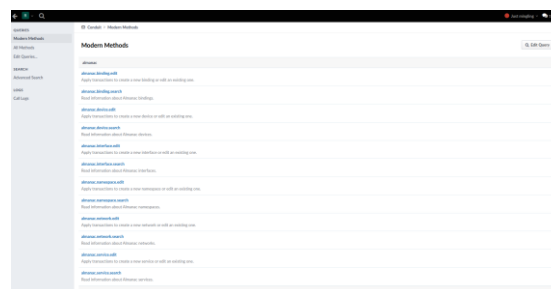 Just mingling
Conduit › Modern Methods
QUERIES
Modern Methods
All Methods
Edit Queries...
SEARCH
Advanced Search
LOGS
Call Logs
Modern Methods
Edit Query
almanac
almanac.binding.edit
Apply transactions to create a new binding or edit an existing one.
almanac.binding.search
Read information about Almanac bindings.
almanac.device.edit
Apply transactions to create a new device or edit an existing one.
almanac.device.search
Read information about Almanac devices.
almanac.interface.edit
Apply transactions to create a new interface or edit an existing one.
almanac.interface.search
Read information about Almanac interfaces.
almanac.namespace.edit
Apply transactions to create a new namespace or edit an existing one.
almanac.namespace.search
Read information about Almanac namespaces.
almanac.network.edit
Apply transactions to create a new network or edit an existing one.
almanac.network.search
Read information about Almanac networks.
almanac.service.edit
Apply transactions to create a new service or edit an existing one.
almanac.service.search
Read information about Almanac services.